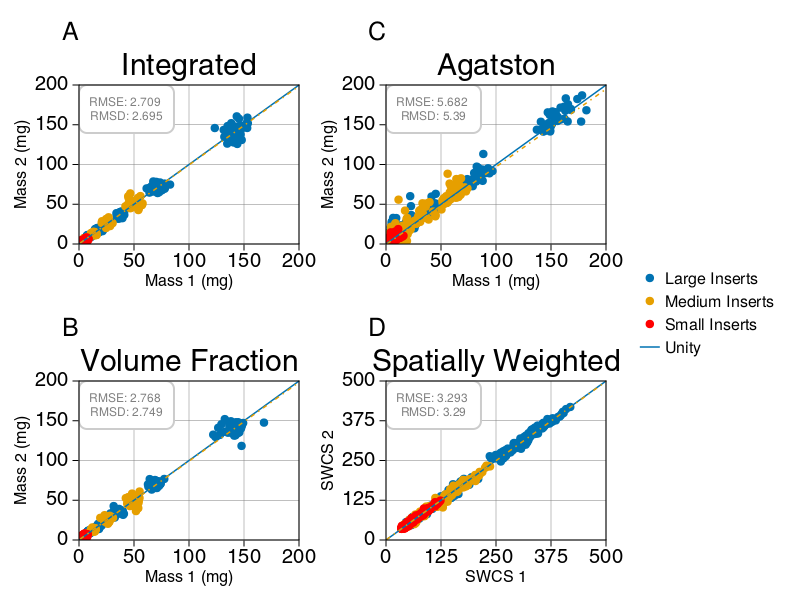 A
Integrated
200
150
100
50
0
Mass 2 (mg)
RMSE: 2.709
RMSD: 2.695
0 50 100 150 200
Mass 1 (mg)
C
Agatston
200
150
100
50
0
Mass 2 (mg)
RMSE: 5.682
RMSD: 5.39
0 50 100 150 200
Mass 1 (mg)
B
Volume Fraction
200
150
100
50
0
Mass 2 (mg)
RMSE: 2.768
RMSD: 2.749
0 50 100 150 200
Mass 1 (mg)
D
Spatially Weighted
500
375
250
125
0
SWCS 2
RMSE: 3.293
RMSD: 3.29
0 125 250 375 500
SWCS 1
Large Inserts
Medium Inserts
Small Inserts
Unity